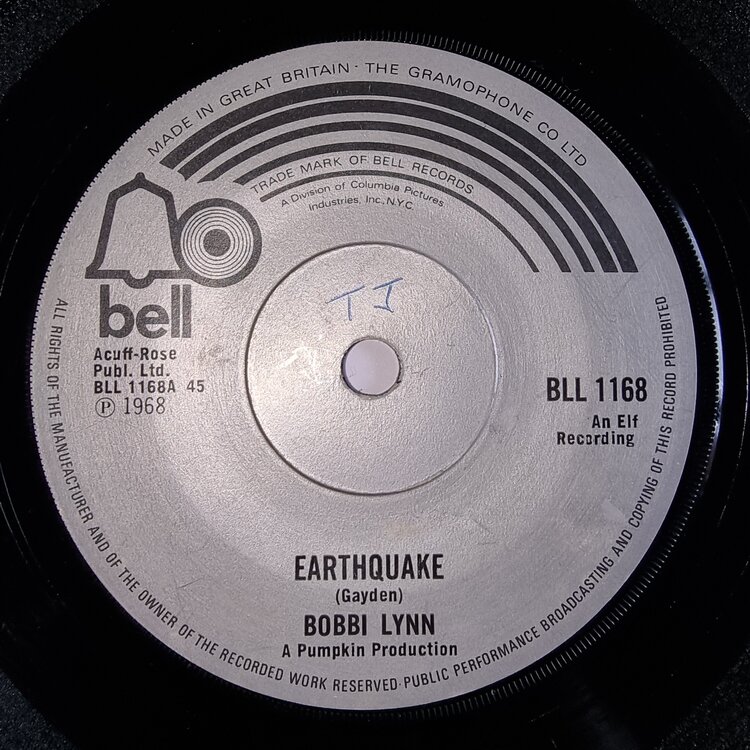 MADE IN GREAT BRITAIN · THE GRAMOPHONE CO LTD
TRADE MARK OF BELL RECORDS
A Division of Columbia Pictures
Industries, Inc., N.Y.C
bell
TJ
Acuff-Rose
Publ. Ltd.
BLL 1168A 45
Ⓟ 1968
BLL 1168
An Elf
Recording
EARTHQUAKE
(Gayden)
BOBBI LYNN
A Pumpkin Production
ALL RIGHTS OF THE MANUFACTURER AND OF THE OWNER OF THE RECORDED WORK RESERVED·PUBLIC PERFORMANCE BROADCASTING AND COPYING OF THIS RECORD PROHIBITED